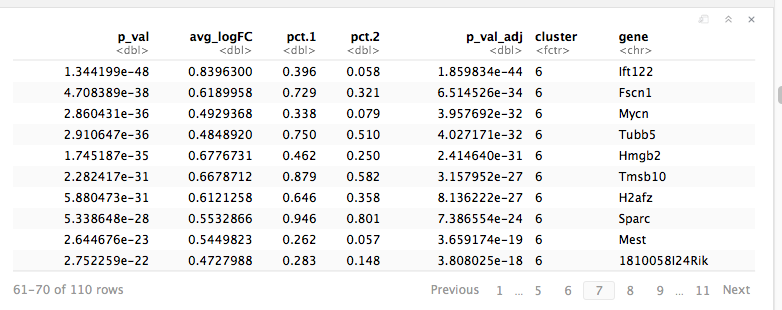 p_val avg_logFC pct.1 pct.2 p_val_adj cluster gene
<dbl> <dbl> <dbl> <dbl> <dbl> <fctr> <chr>
1.344199e-48 0.8396300 0.396 0.058 1.859834e-44 6 Ift122
4.708389e-38 0.6189958 0.729 0.321 6.514526e-34 6 Fscn1
2.860431e-36 0.4929368 0.338 0.079 3.957692e-32 6 Mycn
2.910647e-36 0.4848920 0.750 0.510 4.027171e-32 6 Tubb5
1.745187e-35 0.6776731 0.462 0.250 2.414640e-31 6 Hmgb2
2.282417e-31 0.6678712 0.879 0.582 3.157952e-27 6 Tmsb10
5.880473e-31 0.6121258 0.646 0.358 8.136222e-27 6 H2afz
5.338648e-28 0.5532866 0.946 0.801 7.386554e-24 6 Sparc
2.644676e-23 0.5449823 0.262 0.057 3.659174e-19 6 Mest
2.752259e-22 0.4727988 0.283 0.148 3.808025e-18 6 1810058I24Rik
61-70 of 110 rows Previous 1 ... 5 6 7 8 9 ... 11 Next